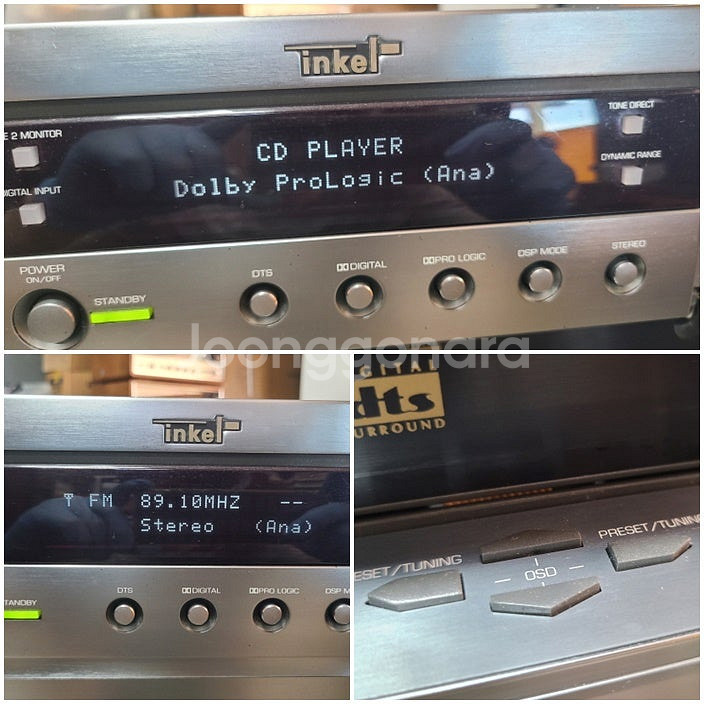 inkel
TONE DIRECT
E 2 MONITOR
CD PLAYER
DYNAMIC RANGE
Dolby ProLogic (Ana)
IGITAL INPUT
POWER
ON/OFF
STANDBY
DTS
DIGITAL
PRO LOGIC
DSP MODE
STEREO
joonggonara
inkel
FM 89.10MHZ --
Stereo (Ana)
TANDBY
DTS
DIGITAL
PRO LOGIC
DSP M
GITAL
dts
URROUND
ESET/TUNING
OSD
PRESET/TUNING